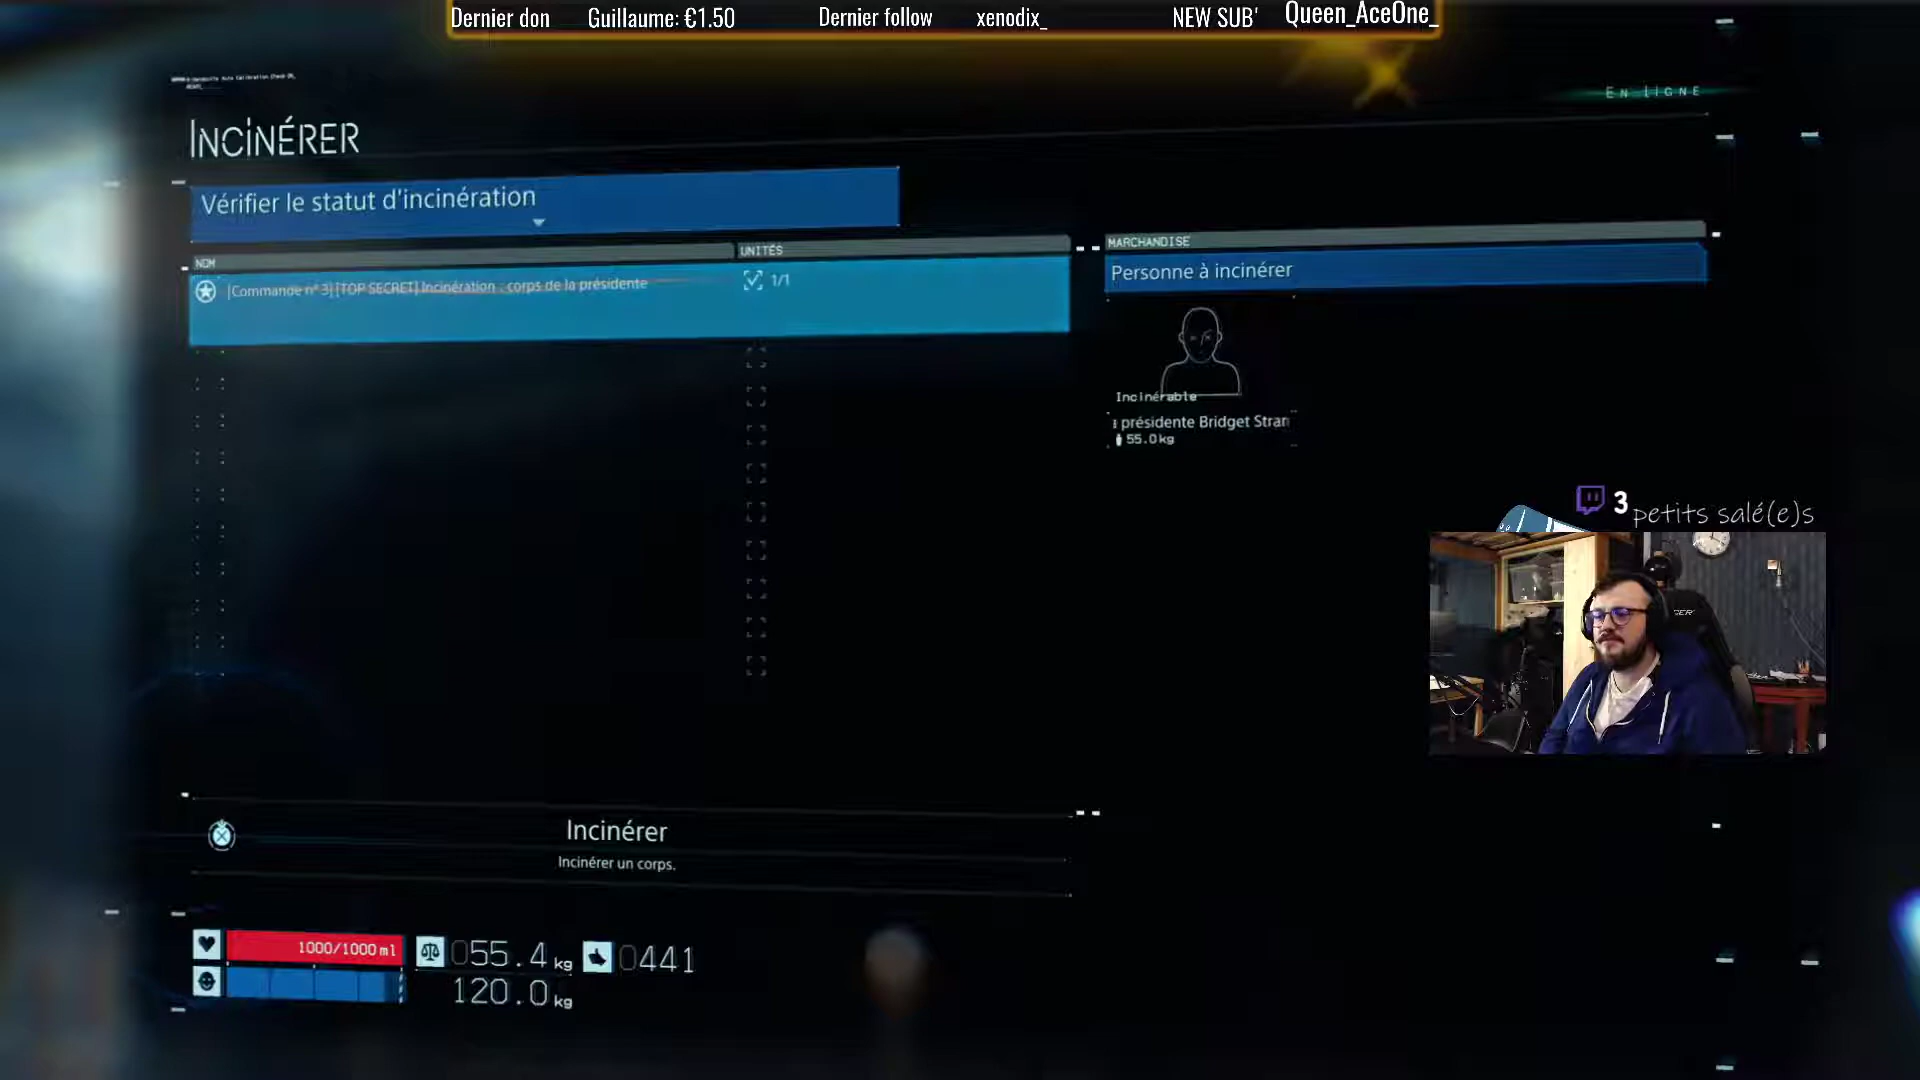 Dernier don Guillaume: €1.50 Dernier follow xenodix_ NEW SUB' Queen_AceOne_
EN LIGNE
INCINÉRER
Vérifier le statut d'incinération
NOM UNITÉS
[Commande n° 3] [TOP SECRET] Incinération : corps de la présidente 1/1
MARCHANDISE
Personne à incinérer
Incinérable
présidente Bridget Stran
55.0kg
3 petits salé(e)s
Incinérer
Incinérer un corps.
1000/1000 ml
055.4 kg
0441
120.0 kg